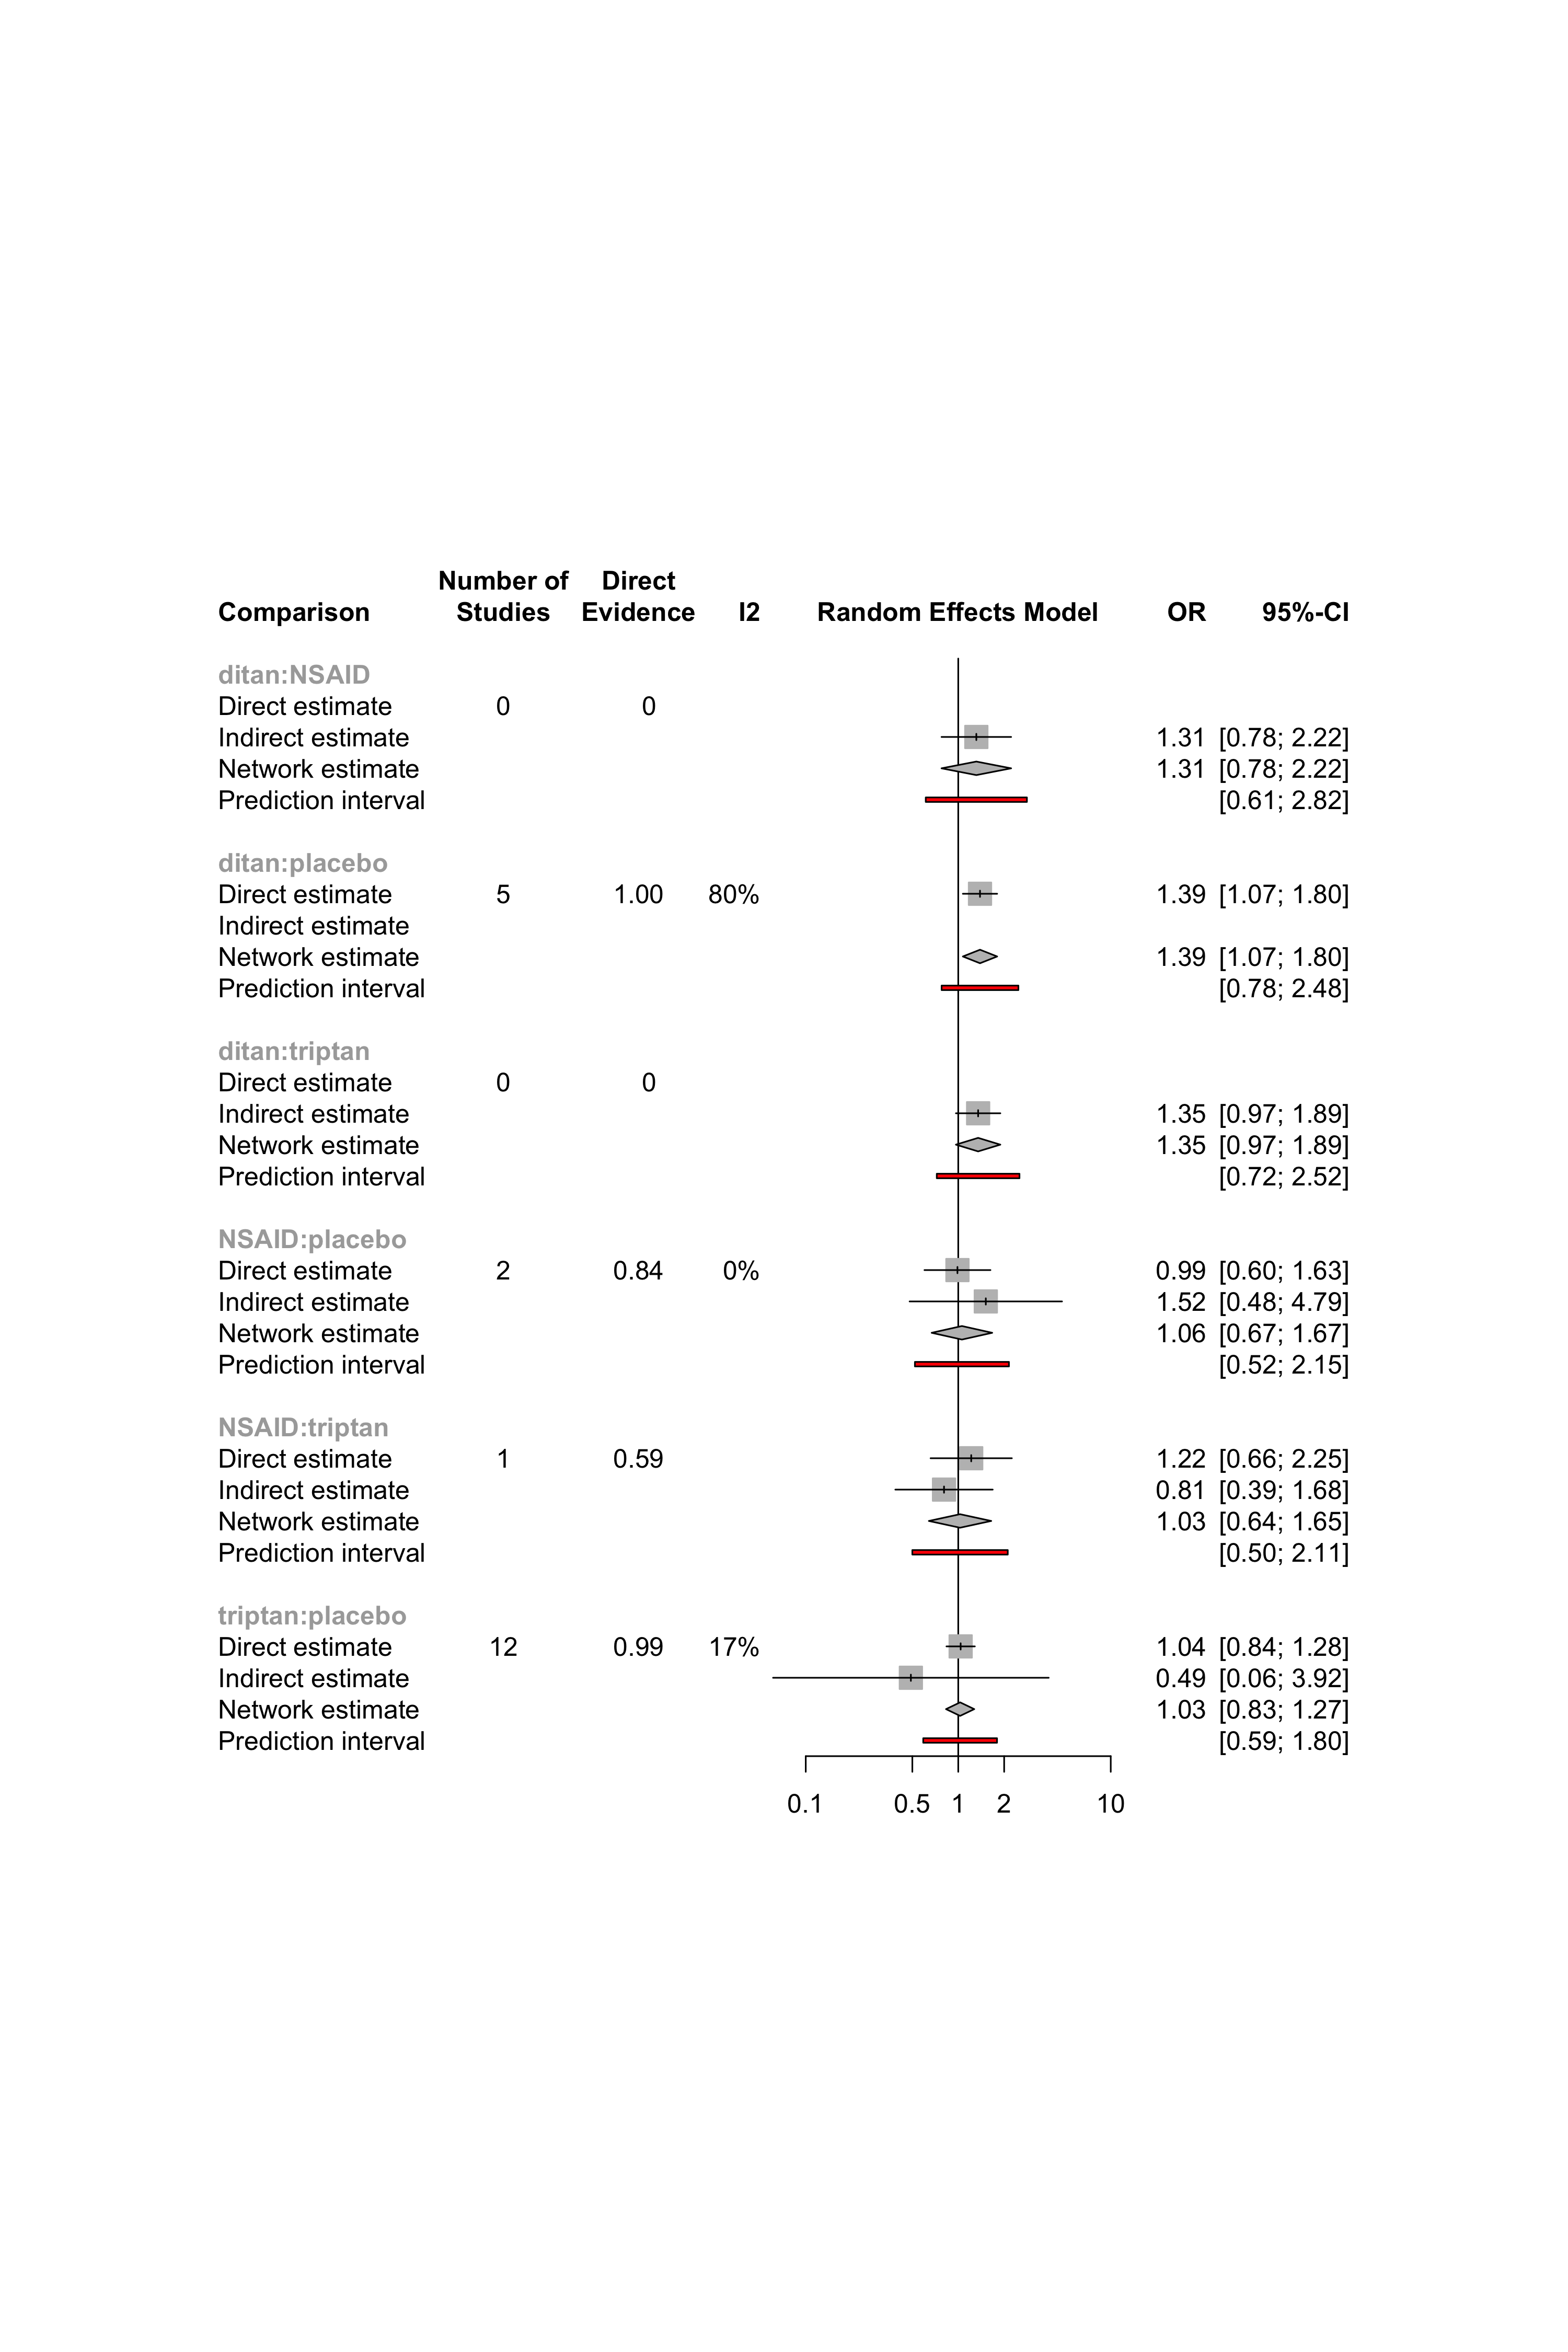 Number of Direct
Comparison Studies Evidence I2 Random Effects Model OR 95%-CI
ditan:NSAID
Direct estimate 0 0
Indirect estimate 1.31 [0.78; 2.22]
Network estimate 1.31 [0.78; 2.22]
Prediction interval [0.61; 2.82]
ditan:placebo
Direct estimate 5 1.00 80% 1.39 [1.07; 1.80]
Indirect estimate
Network estimate 1.39 [1.07; 1.80]
Prediction interval [0.78; 2.48]
ditan:triptan
Direct estimate 0 0
Indirect estimate 1.35 [0.97; 1.89]
Network estimate 1.35 [0.97; 1.89]
Prediction interval [0.72; 2.52]
NSAID:placebo
Direct estimate 2 0.84 0% 0.99 [0.60; 1.63]
Indirect estimate 1.52 [0.48; 4.79]
Network estimate 1.06 [0.67; 1.67]
Prediction interval [0.52; 2.15]
NSAID:triptan
Direct estimate 1 0.59 1.22 [0.66; 2.25]
Indirect estimate 0.81 [0.39; 1.68]
Network estimate 1.03 [0.64; 1.65]
Prediction interval [0.50; 2.11]
triptan:placebo
Direct estimate 12 0.99 17% 1.04 [0.84; 1.28]
Indirect estimate 0.49 [0.06; 3.92]
Network estimate 1.03 [0.83; 1.27]
Prediction interval [0.59; 1.80]
0.1 0.5 1 2 10